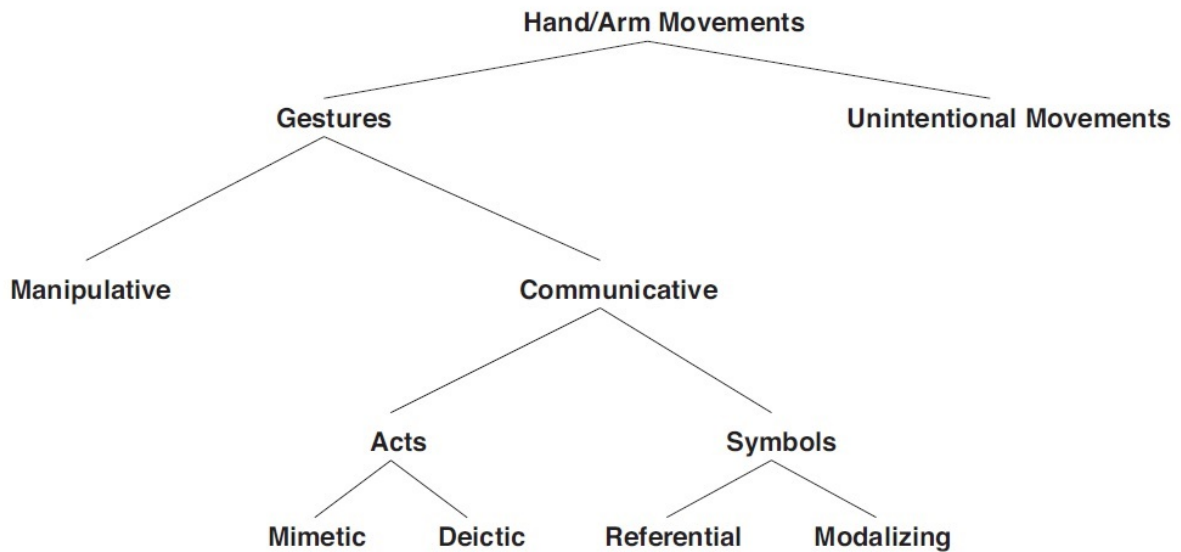 Hand/Arm Movements
Gestures
Unintentional Movements
Manipulative
Communicative
Acts
Symbols
Mimetic
Deictic
Referential
Modalizing